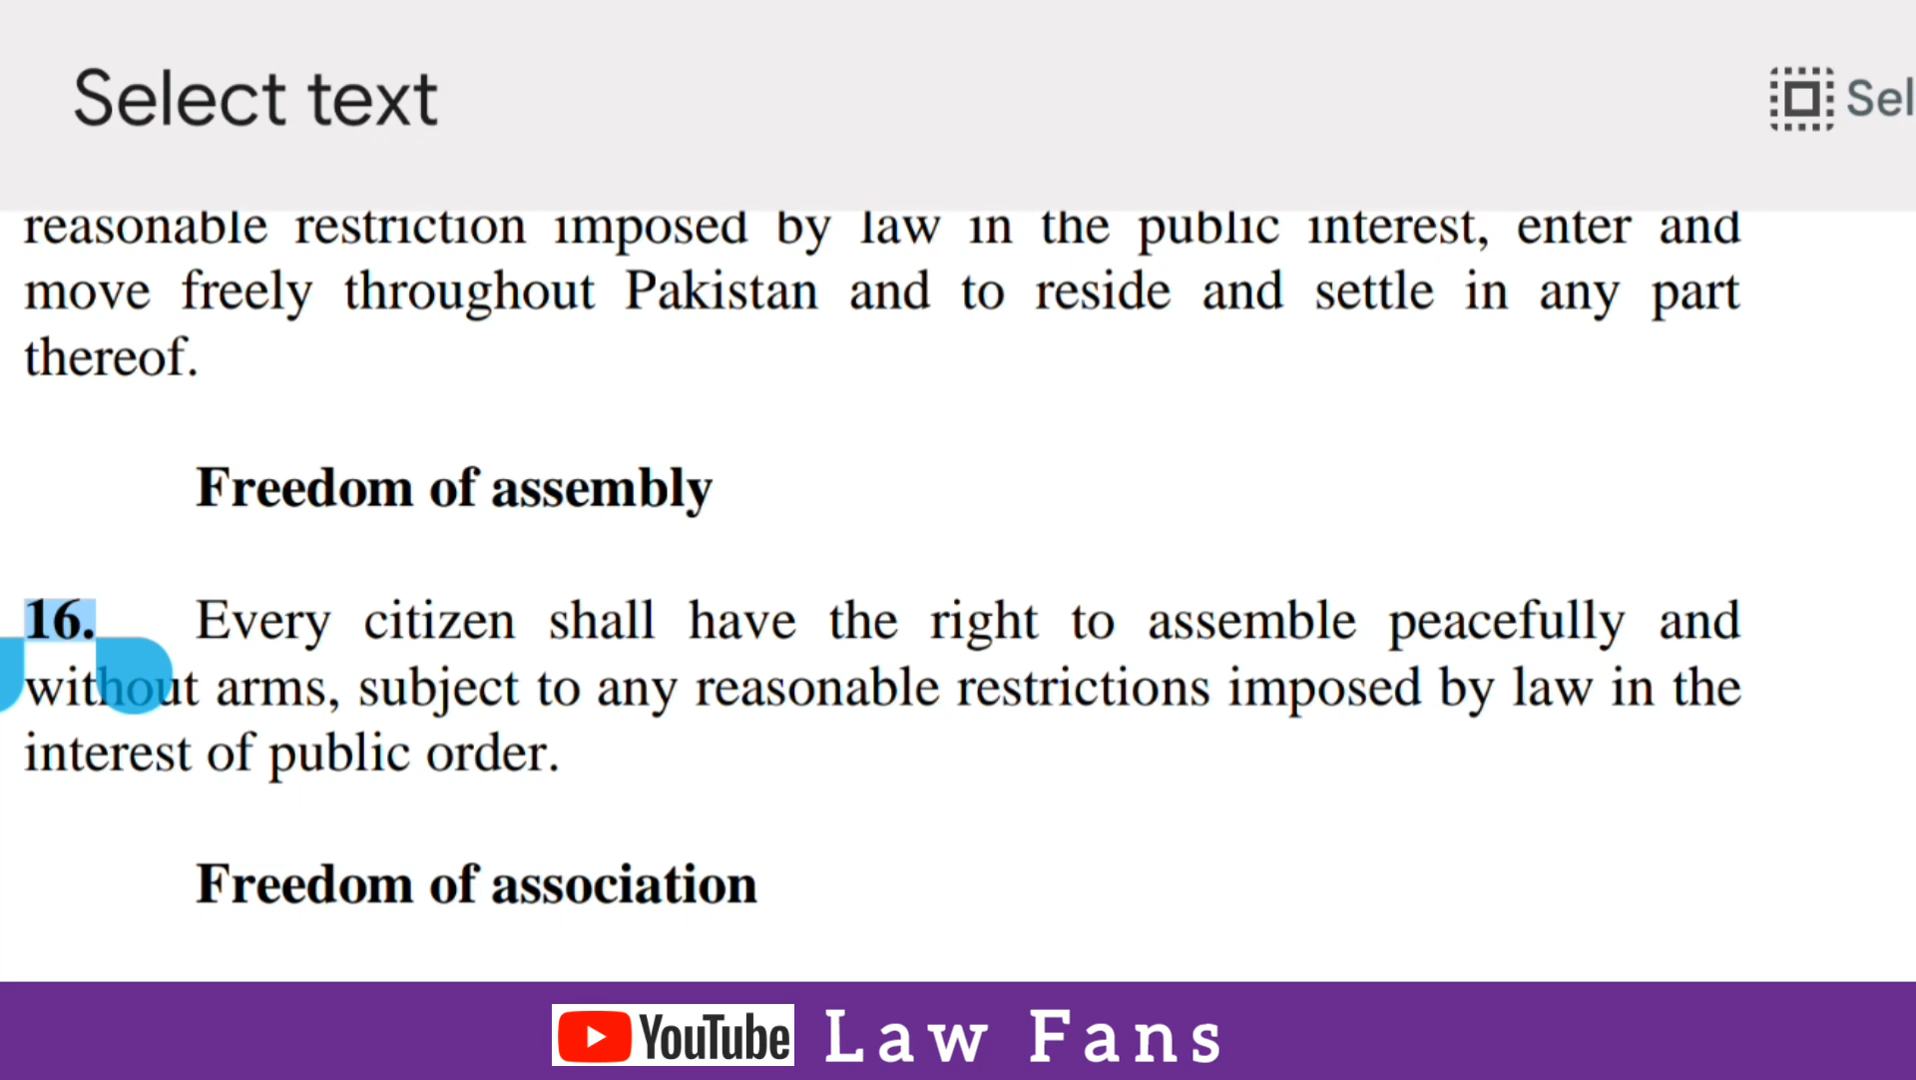 Select text
Sel
reasonable restriction imposed by law in the public interest, enter and
move freely throughout Pakistan and to reside and settle in any part
thereof.
Freedom of assembly
16. Every citizen shall have the right to assemble peacefully and
without arms, subject to any reasonable restrictions imposed by law in the
interest of public order.
Freedom of association
YouTube Law Fans